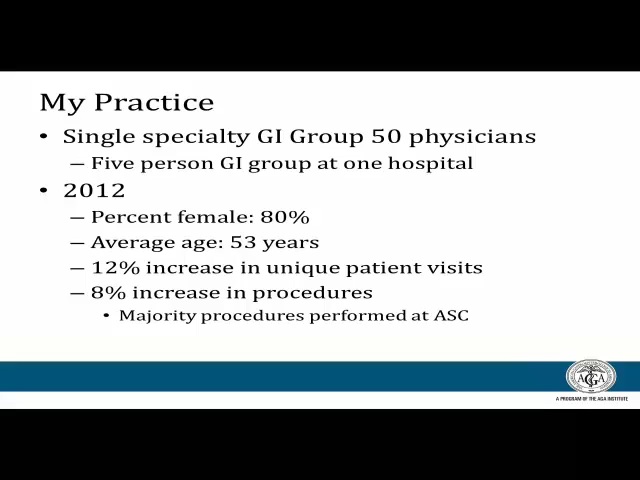 My Practice
• Single specialty GI Group 50 physicians
– Five person GI group at one hospital
• 2012
– Percent female: 80%
– Average age: 53 years
– 12% increase in unique patient visits
– 8% increase in procedures
• Majority procedures performed at ASC
AGA
A PROGRAM OF THE AGA INSTITUTE